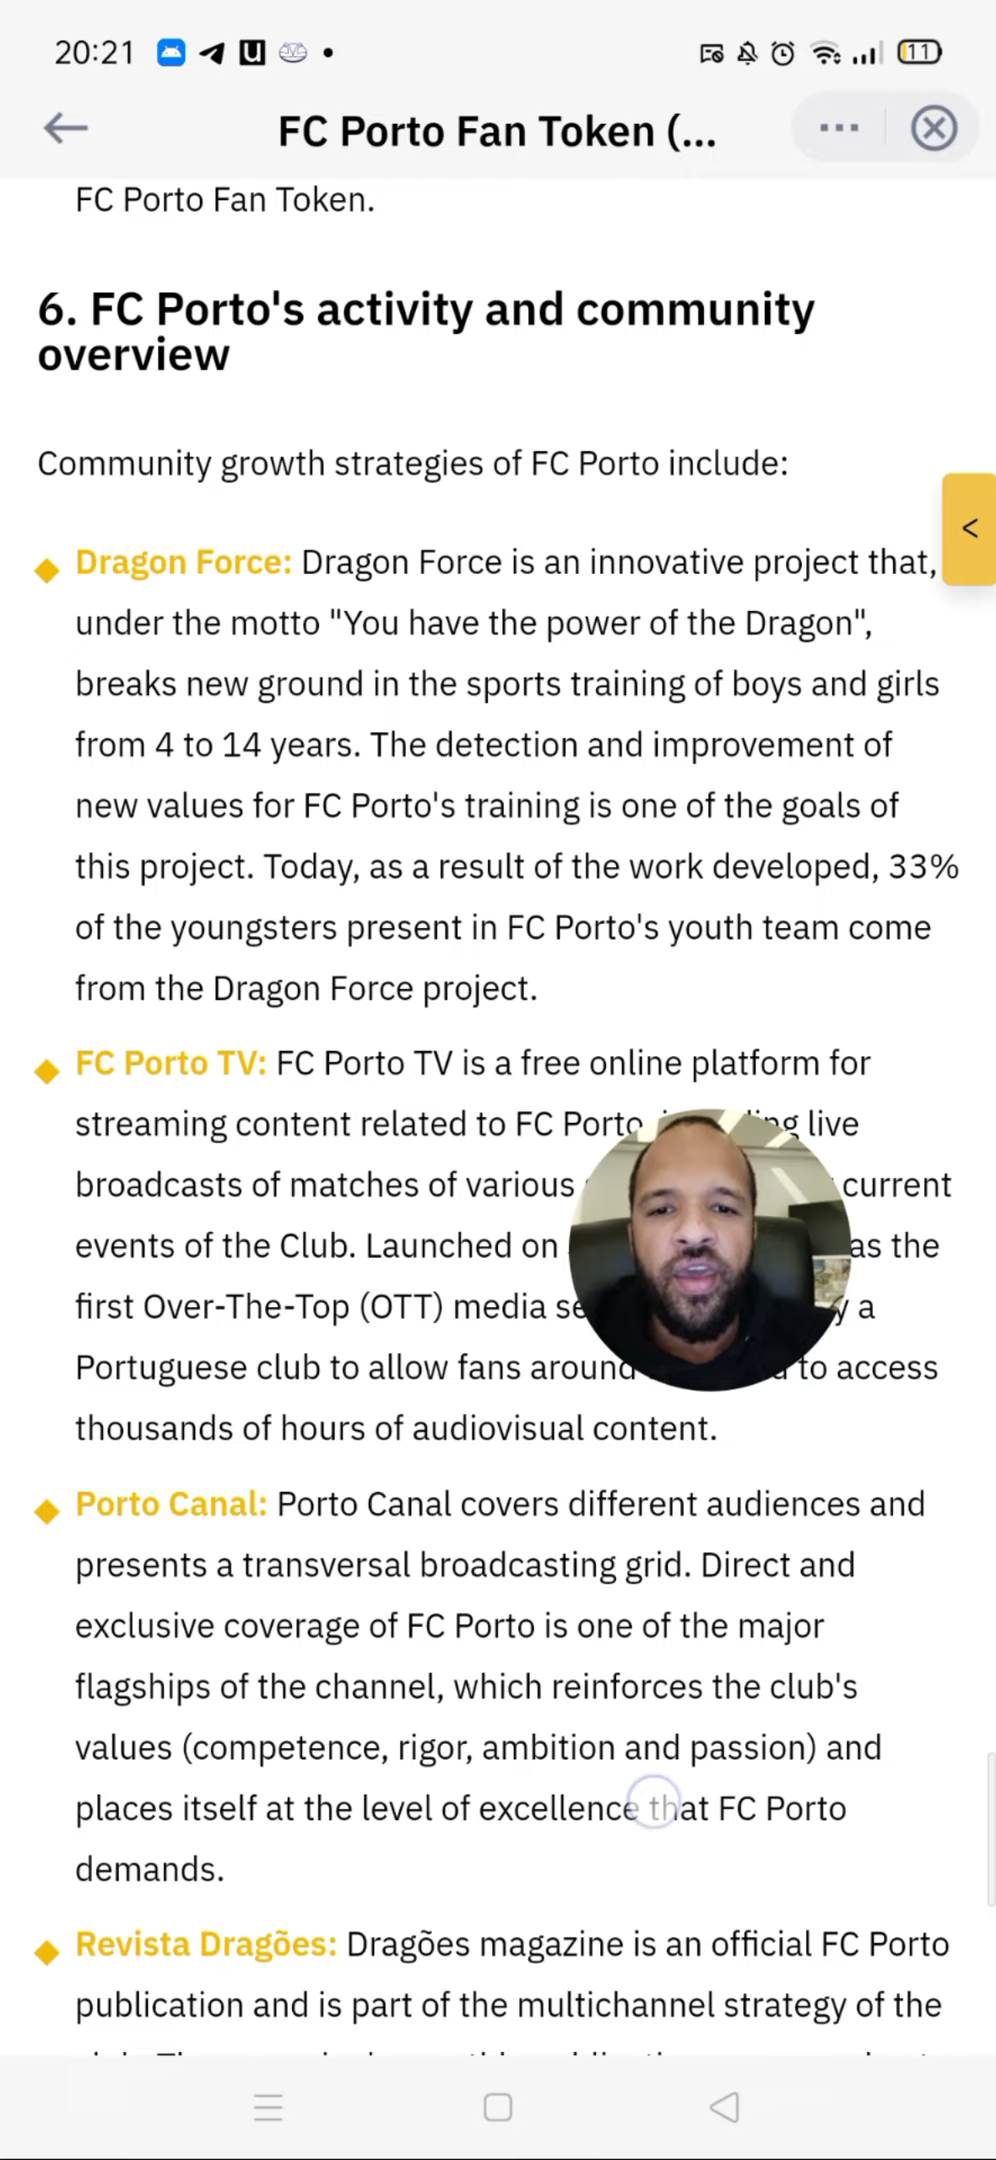 20:21
11
FC Porto Fan Token (...
FC Porto Fan Token.
6. FC Porto's activity and community
overview
Community growth strategies of FC Porto include:
<
Dragon Force: Dragon Force is an innovative project that,
under the motto "You have the power of the Dragon",
breaks new ground in the sports training of boys and girls
from 4 to 14 years. The detection and improvement of
new values for FC Porto's training is one of the goals of
this project. Today, as a result of the work developed, 33%
of the youngsters present in FC Porto's youth team come
from the Dragon Force project.
FC Porto TV: FC Porto TV is a free online platform for
streaming content related to FC Porto live
broadcasts of matches of various current
events of the Club. Launched on as the
first Over-The-Top (OTT) media a
Portuguese club to allow fans around to access
thousands of hours of audiovisual content.
Porto Canal: Porto Canal covers different audiences and
presents a transversal broadcasting grid. Direct and
exclusive coverage of FC Porto is one of the major
flagships of the channel, which reinforces the club's
values (competence, rigor, ambition and passion) and
places itself at the level of excellence that FC Porto
demands.
Revista Dragões: Dragões magazine is an official FC Porto
publication and is part of the multichannel strategy of the